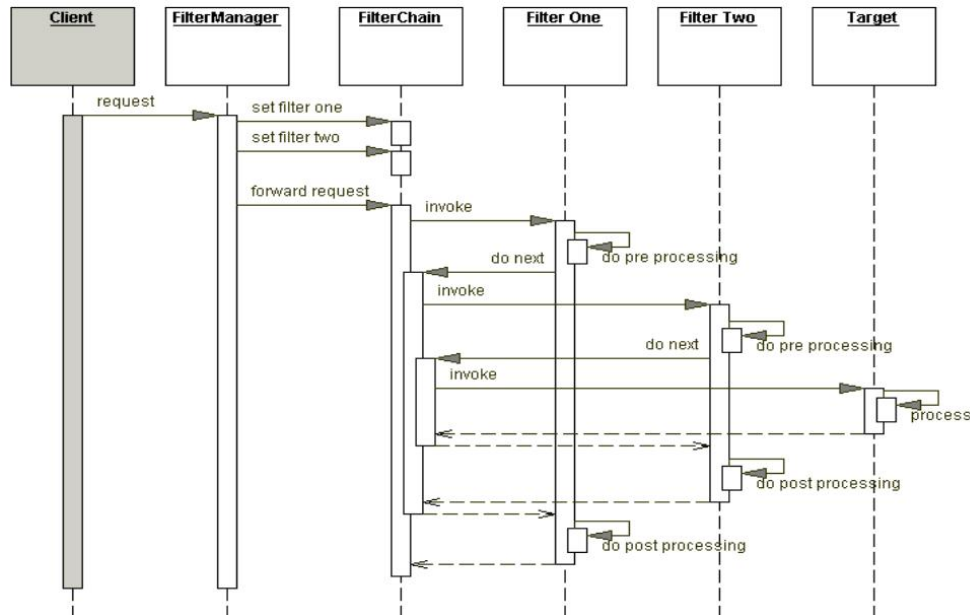 Client
FilterManager
FilterChain
Filter One
Filter Two
Target
request
set filter one
set filter two
forward request
invoke
do pre processing
do next
invoke
do pre processing
do next
invoke
process
do post processing
do post processing